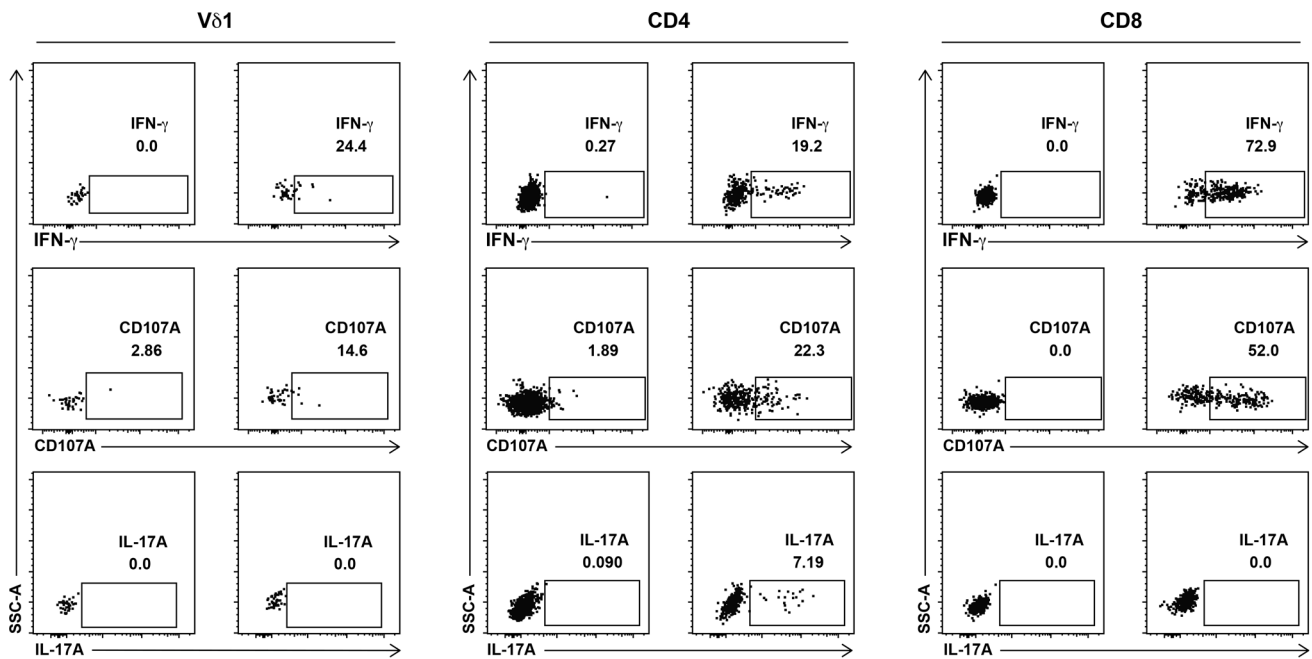 Vδ1 CD4 CD8
IFN-γ IFN-γ IFN-γ IFN-γ IFN-γ IFN-γ
0.0 24.4 0.27 19.2 0.0 72.9
IFN-γ IFN-γ IFN-γ
CD107A CD107A CD107A CD107A CD107A CD107A
2.86 14.6 1.89 22.3 0.0 52.0
CD107A CD107A CD107A
IL-17A IL-17A IL-17A IL-17A IL-17A IL-17A
0.0 0.0 0.090 7.19 0.0 0.0
SSC-A SSC-A SSC-A
IL-17A IL-17A IL-17A